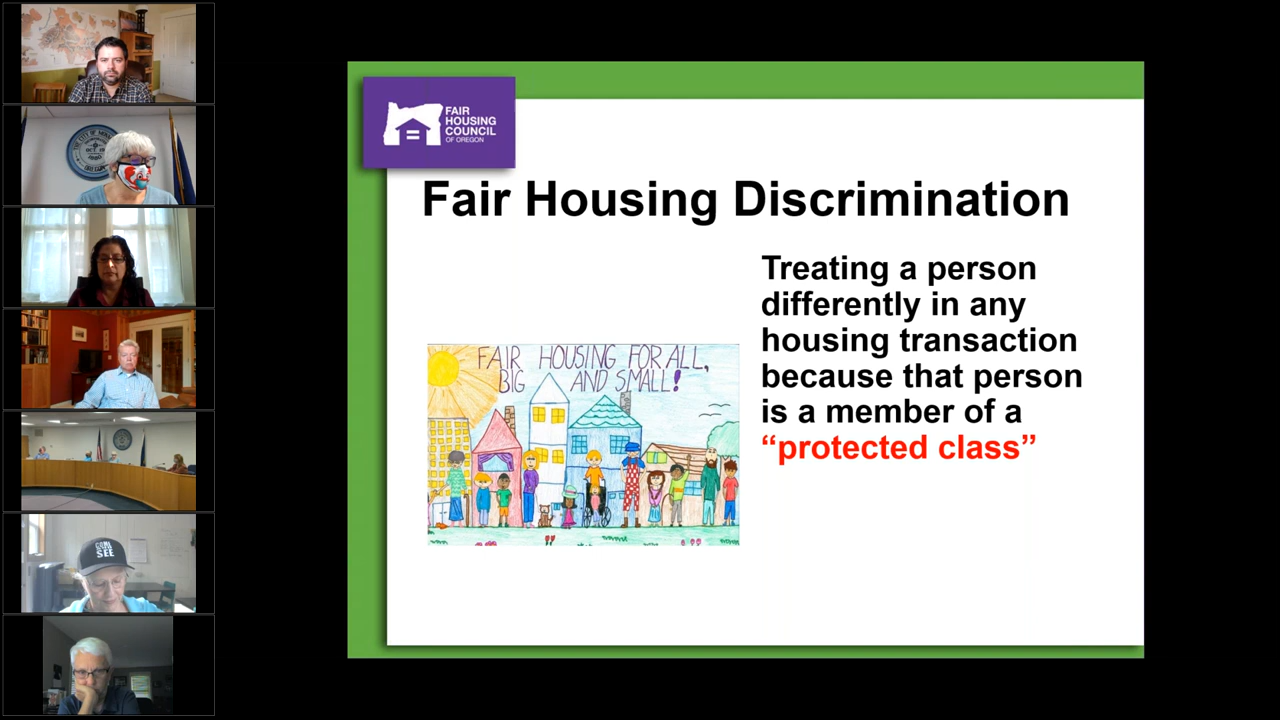 FAIR
HOUSING
COUNCIL
OF OREGON
Fair Housing Discrimination
Treating a person
differently in any
housing transaction
because that person
is a member of a
“protected class”
FAIR HOUSING FOR ALL,
BIG AND SMALL!
SEE